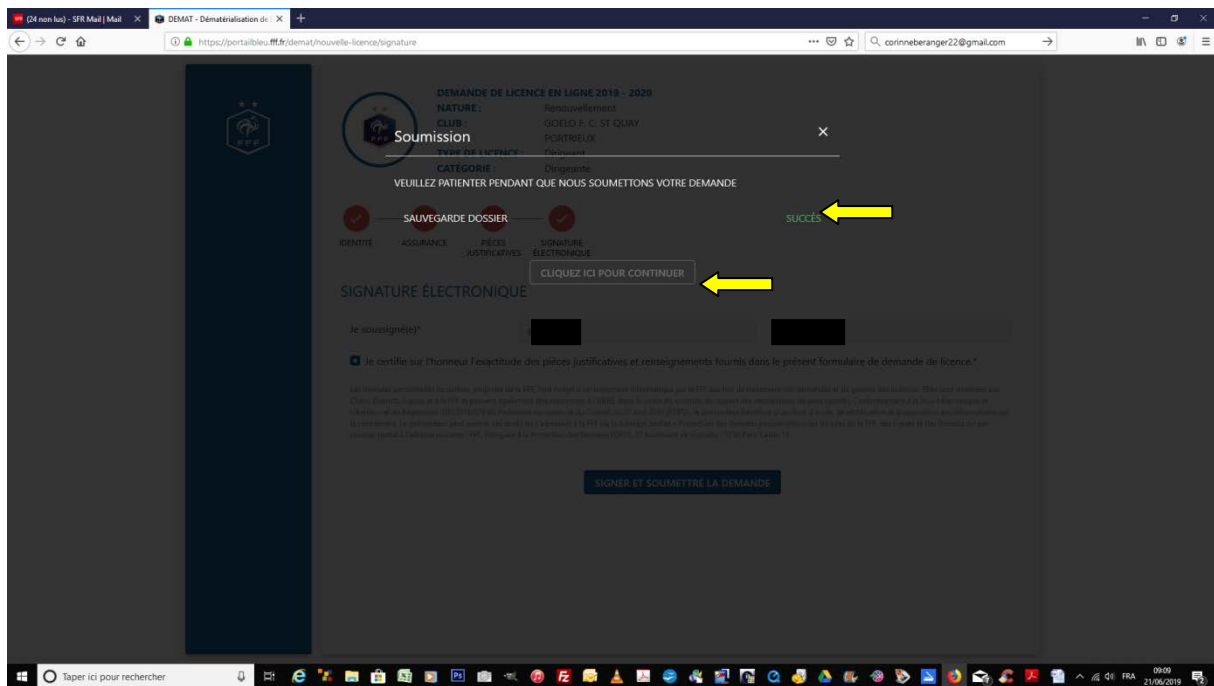 (24 non lus) - SFR Mail | Mail
DEMAT - Dématérialisation de
https://portailbleu.fff.fr/demat/nouvelle-licence/signature
corinneberanger22@gmail.com
FFF
DEMANDE DE LICENCE EN LIGNE 2019 - 2020
NATURE : Renouvellement
CLUB : GOELO F. C. ST QUAY
PORTRIEUX
Soumission
TYPE DE LICENCE : Dirigeant
CATÉGORIE : Dirigeante
VEUILLEZ PATIENTER PENDANT QUE NOUS SOUMETTONS VOTRE DEMANDE
SAUVEGARDE DOSSIER SUCCÈS
IDENTITÉ ASSURANCE PIÈCES SIGNATURE
JUSTIFICATIVES ÉLECTRONIQUE
CLIQUEZ ICI POUR CONTINUER
SIGNATURE ÉLECTRONIQUE
Je soussigné(e)*
Je certifie sur l'honneur l'exactitude des pièces justificatives et renseignements fournis dans le présent formulaire de demande de licence.*
SIGNER ET SOUMETTRE LA DEMANDE
Taper ici pour rechercher
FRA
09:09
21/06/2019